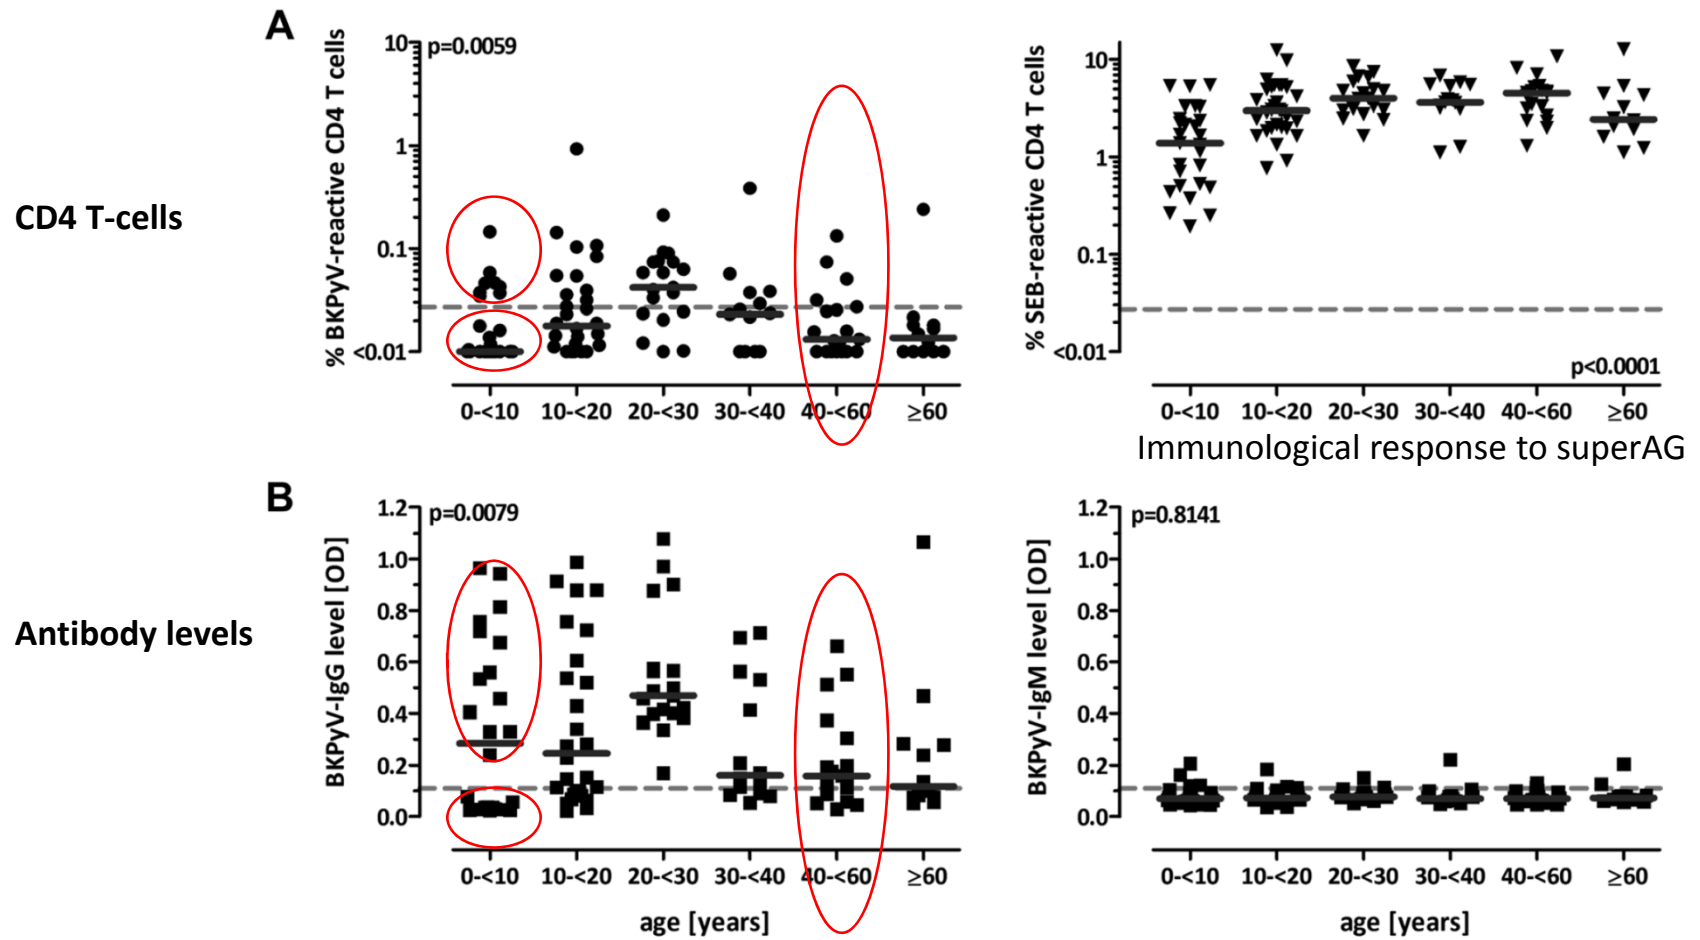 A
% BKPyV-reactive CD4 T cells
p=0.0059
10
1
0.1
<0.01
0-<10 10-<20 20-<30 30-<40 40-<60 ≥60
% SEB-reactive CD4 T cells
10
1
0.1
<0.01
p<0.0001
0-<10 10-<20 20-<30 30-<40 40-<60 ≥60
CD4 T-cells
Immunological response to superAG
B
BKPyV-IgG level [OD]
p=0.0079
1.2
1.0
0.8
0.6
0.4
0.2
0.0
0-<10 10-<20 20-<30 30-<40 40-<60 ≥60
age [years]
BKPyV-IgM level [OD]
p=0.8141
1.2
1.0
0.8
0.6
0.4
0.2
0.0
0-<10 10-<20 20-<30 30-<40 40-<60 ≥60
age [years]
Antibody levels